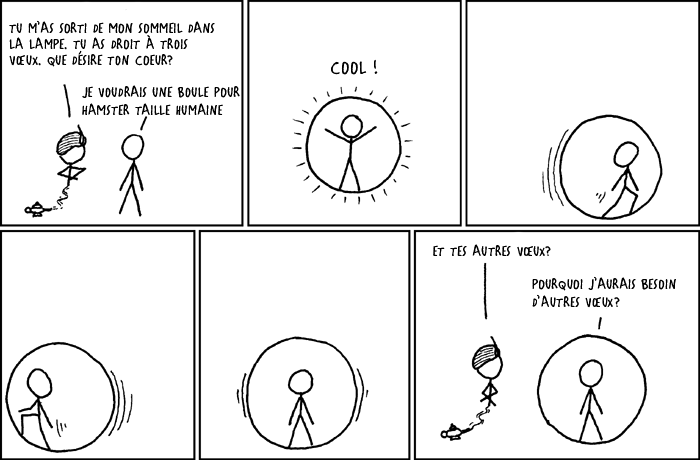 TU M'AS SORTI DE MON SOMMEIL DANS
LA LAMPE. TU AS DROIT À TROIS
VŒUX. QUE DÉSIRE TON COEUR?
JE VOUDRAIS UNE BOULE POUR
HAMSTER TAILLE HUMAINE
COOL !
ET TES AUTRES VŒUX?
POURQUOI J'AURAIS BESOIN
D'AUTRES VŒUX?